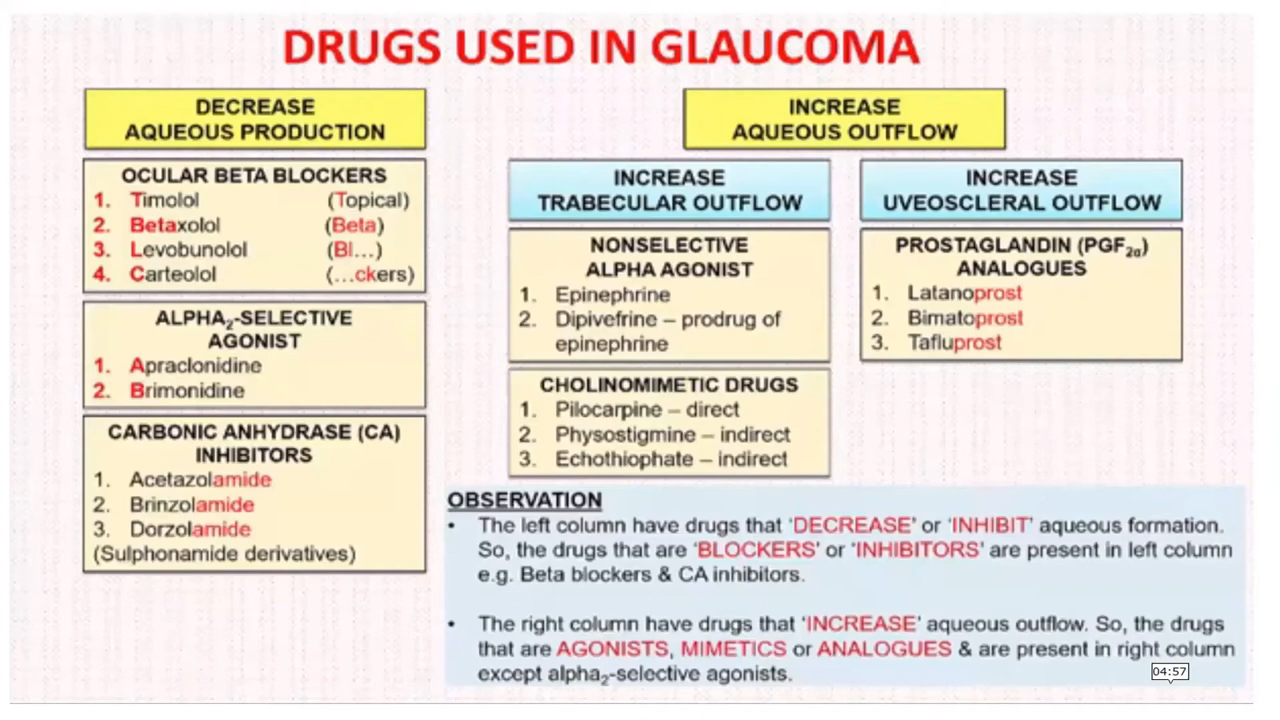 DRUGS USED IN GLAUCOMA
DECREASE
AQUEOUS PRODUCTION
OCULAR BETA BLOCKERS
1. Timolol (Topical)
2. Betaxolol (Beta)
3. Levobunolol (Bl...)
4. Carteolol (...ckers)
ALPHA₂-SELECTIVE
AGONIST
1. Apraclonidine
2. Brimonidine
CARBONIC ANHYDRASE (CA)
INHIBITORS
1. Acetazolamide
2. Brinzolamide
3. Dorzolamide
(Sulphonamide derivatives)
INCREASE
AQUEOUS OUTFLOW
INCREASE
TRABECULAR OUTFLOW
NONSELECTIVE
ALPHA AGONIST
1. Epinephrine
2. Dipivefrine – prodrug of
epinephrine
CHOLINOMIMETIC DRUGS
1. Pilocarpine – direct
2. Physostigmine – indirect
3. Echothiophate – indirect
INCREASE
UVEOSCLERAL OUTFLOW
PROSTAGLANDIN (PGF₂α)
ANALOGUES
1. Latanoprost
2. Bimatoprost
3. Tafluprost
OBSERVATION
• The left column have drugs that ‘DECREASE’ or ‘INHIBIT’ aqueous formation.
So, the drugs that are ‘BLOCKERS’ or ‘INHIBITORS’ are present in left column
e.g. Beta blockers & CA inhibitors.
• The right column have drugs that ‘INCREASE’ aqueous outflow. So, the drugs
that are AGONISTS, MIMETICS or ANALOGUES & are present in right column
except alpha₂-selective agonists.
04:57